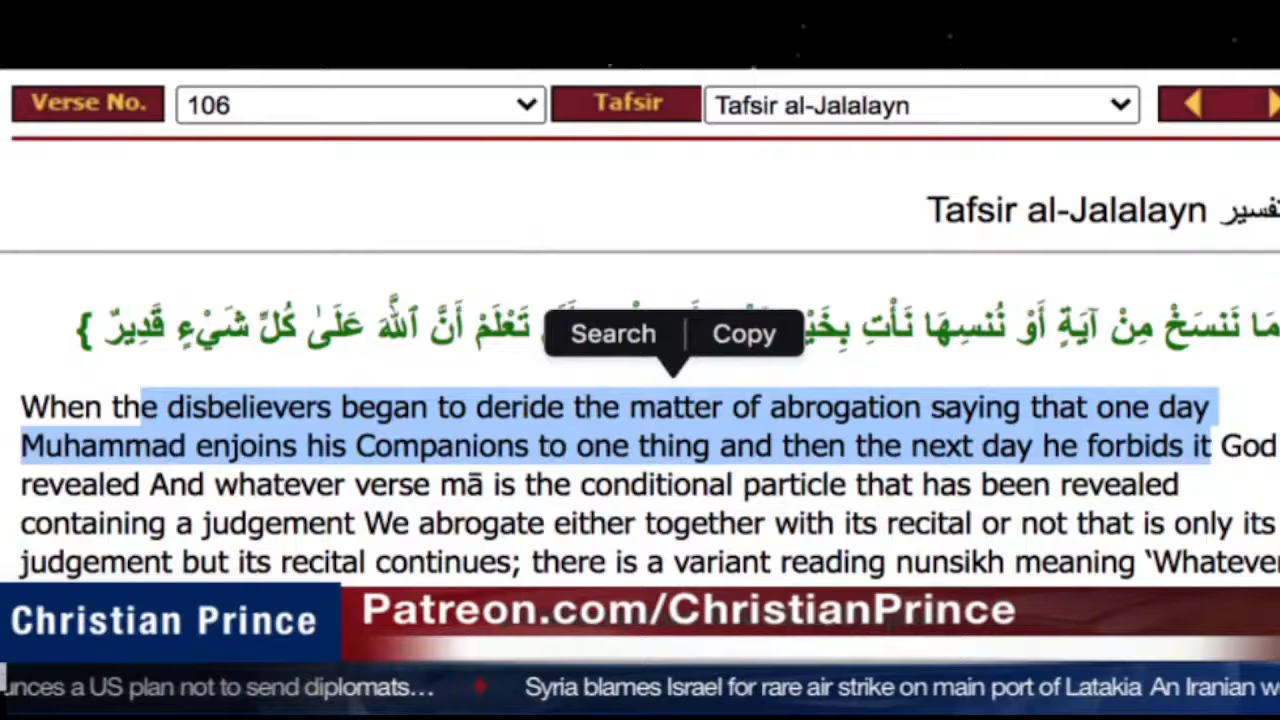 Verse No.
106
Tafsir
Tafsir al-Jalalayn
Tafsir al-Jalalayn
مَا نَنسَخْ مِنْ آيَةٍ أَوْ نُنسِهَا نَأْتِ بِخَيْرٍ تَعْلَمْ أَنَّ ٱللَّهَ عَلَىٰ كُلِّ شَيْءٍ قَدِيرٌ }
Search
Copy
When the disbelievers began to deride the matter of abrogation saying that one day
Muhammad enjoins his Companions to one thing and then the next day he forbids it God
revealed And whatever verse mā is the conditional particle that has been revealed
containing a judgement We abrogate either together with its recital or not that is only its
judgement but its recital continues; there is a variant reading nunsikh meaning ‘Whatever
Christian Prince
Patreon.com/ChristianPrince
a US plan not to send diplomats...
Syria blames Israel for rare air strike on main port of Latakia An Iranian